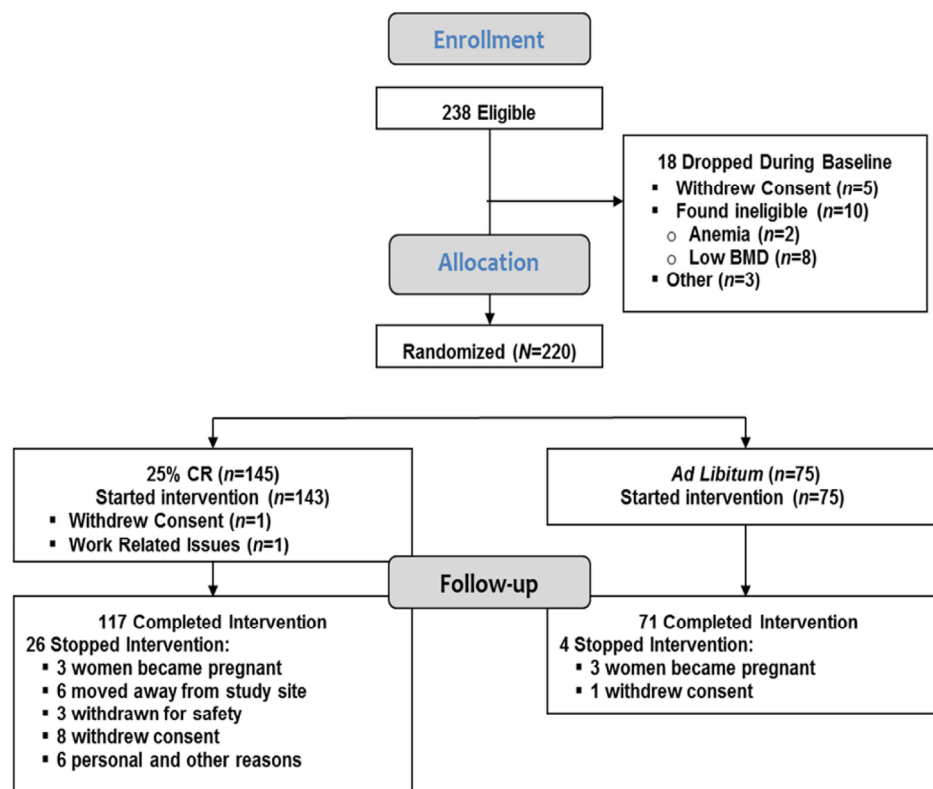 Enrollment
238 Eligible
18 Dropped During Baseline
▪ Withdrew Consent (n=5)
▪ Found ineligible (n=10)
o Anemia (n=2)
o Low BMD (n=8)
▪ Other (n=3)
Allocation
Randomized (N=220)
25% CR (n=145)
Started intervention (n=143)
▪ Withdrew Consent (n=1)
▪ Work Related Issues (n=1)
Ad Libitum (n=75)
Started intervention (n=75)
Follow-up
117 Completed Intervention
26 Stopped Intervention:
▪ 3 women became pregnant
▪ 6 moved away from study site
▪ 3 withdrawn for safety
▪ 8 withdrew consent
▪ 6 personal and other reasons
71 Completed Intervention
4 Stopped Intervention:
▪ 3 women became pregnant
▪ 1 withdrew consent